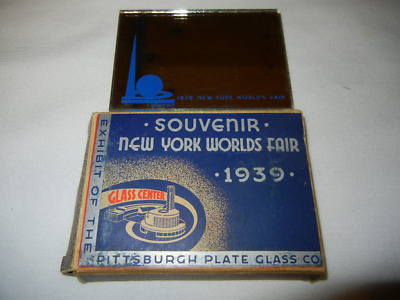 1939 NEW YORK WORLD'S FAIR
· SOUVENIR ·
NEW YORK WORLDS FAIR
· 1939 ·
GLASS CENTER
EXHIBIT OF THE
PITTSBURGH PLATE GLASS CO